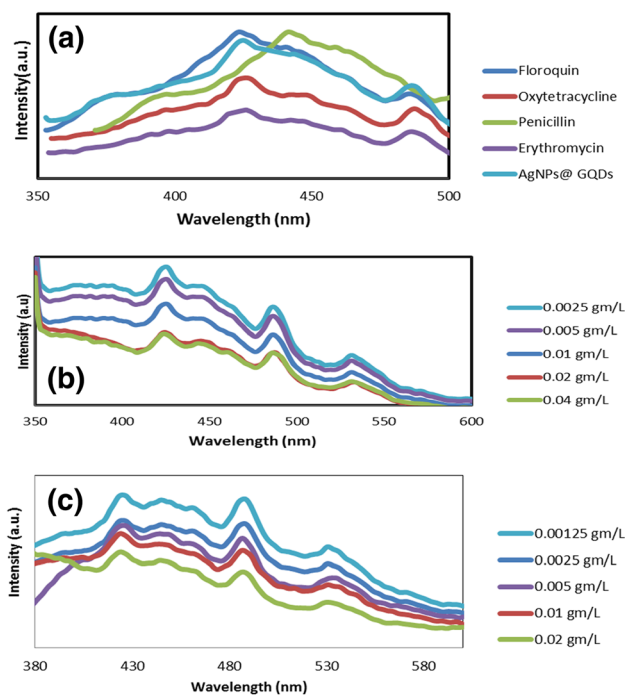 (a)
Intensity(a.u.)
350 400 450 500
Wavelength (nm)
Floroquin
Oxytetracycline
Penicillin
Erythromycin
AgNPs@ GQDs
(b)
Intensity (a.u)
350 400 450 500 550 600
Wavelength (nm)
0.0025 gm/L
0.005 gm/L
0.01 gm/L
0.02 gm/L
0.04 gm/L
(c)
Intensity (a.u.)
380 430 480 530 580
Wavelength (nm)
0.00125 gm/L
0.0025 gm/L
0.005 gm/L
0.01 gm/L
0.02 gm/L